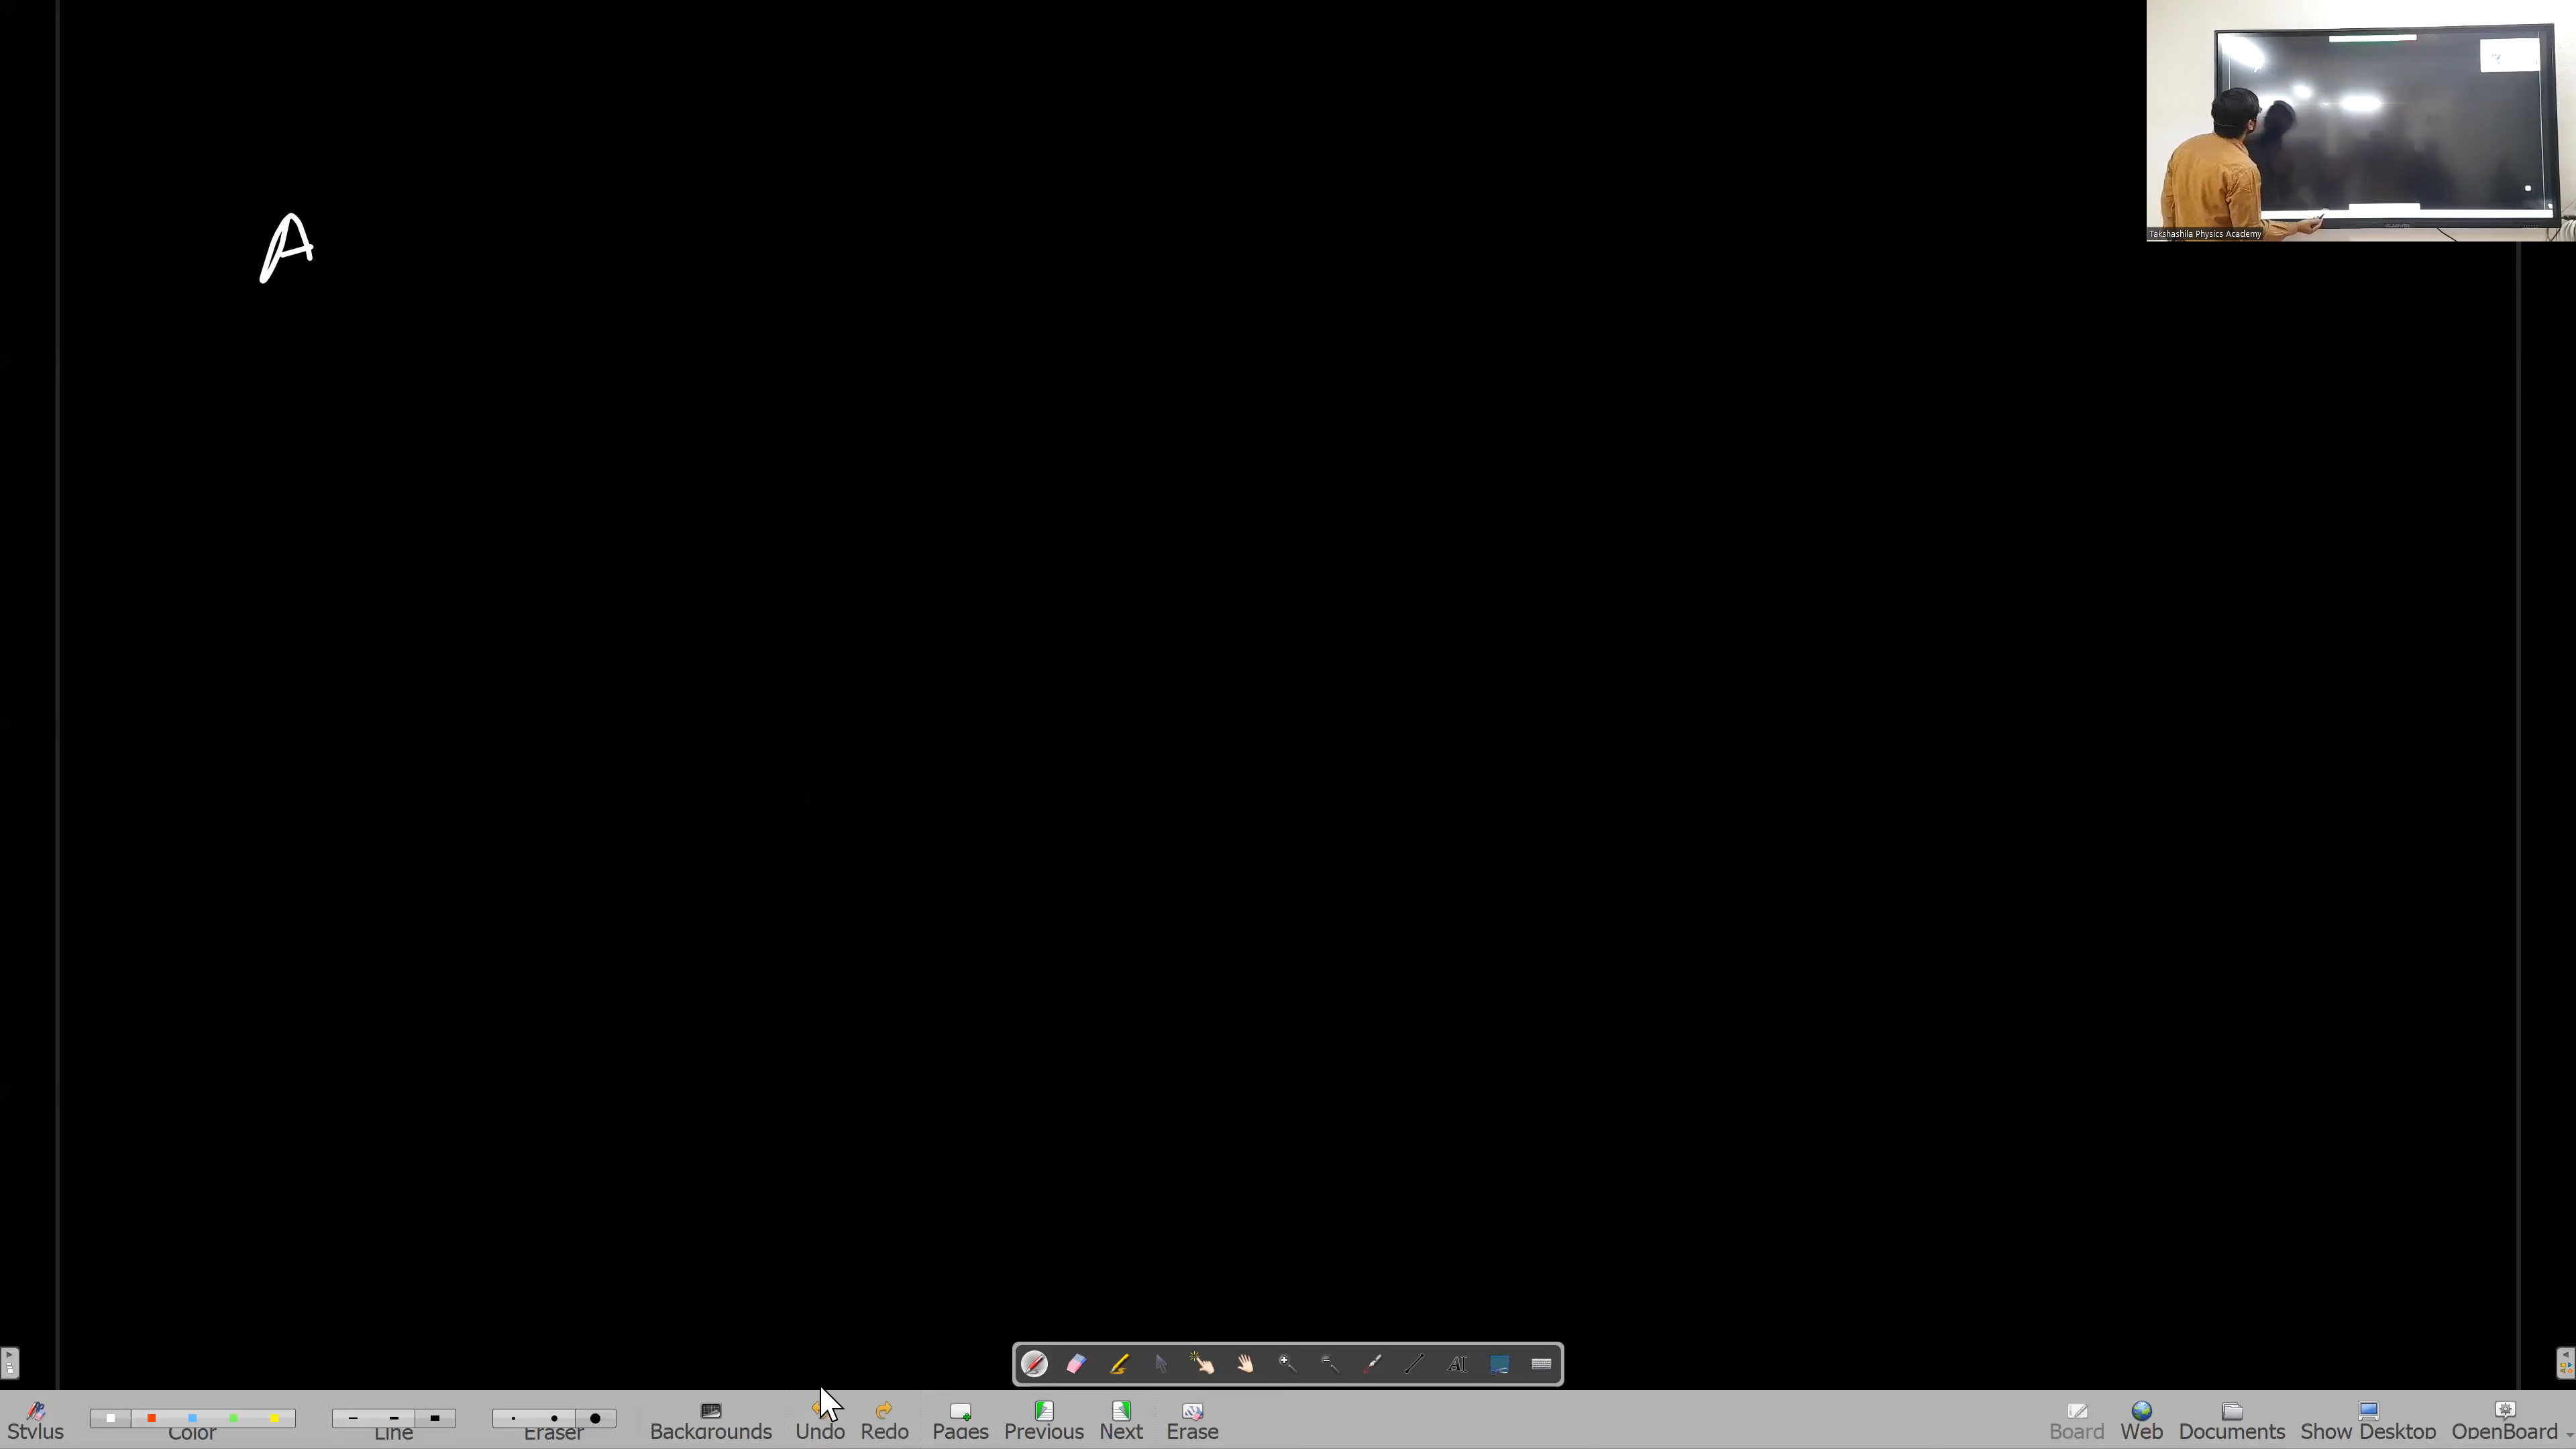 A
Takshashila Physics Academy
Stylus Color Line Eraser Backgrounds Undo Redo Pages Previous Next Erase Board Web Documents Show Desktop OpenBoard